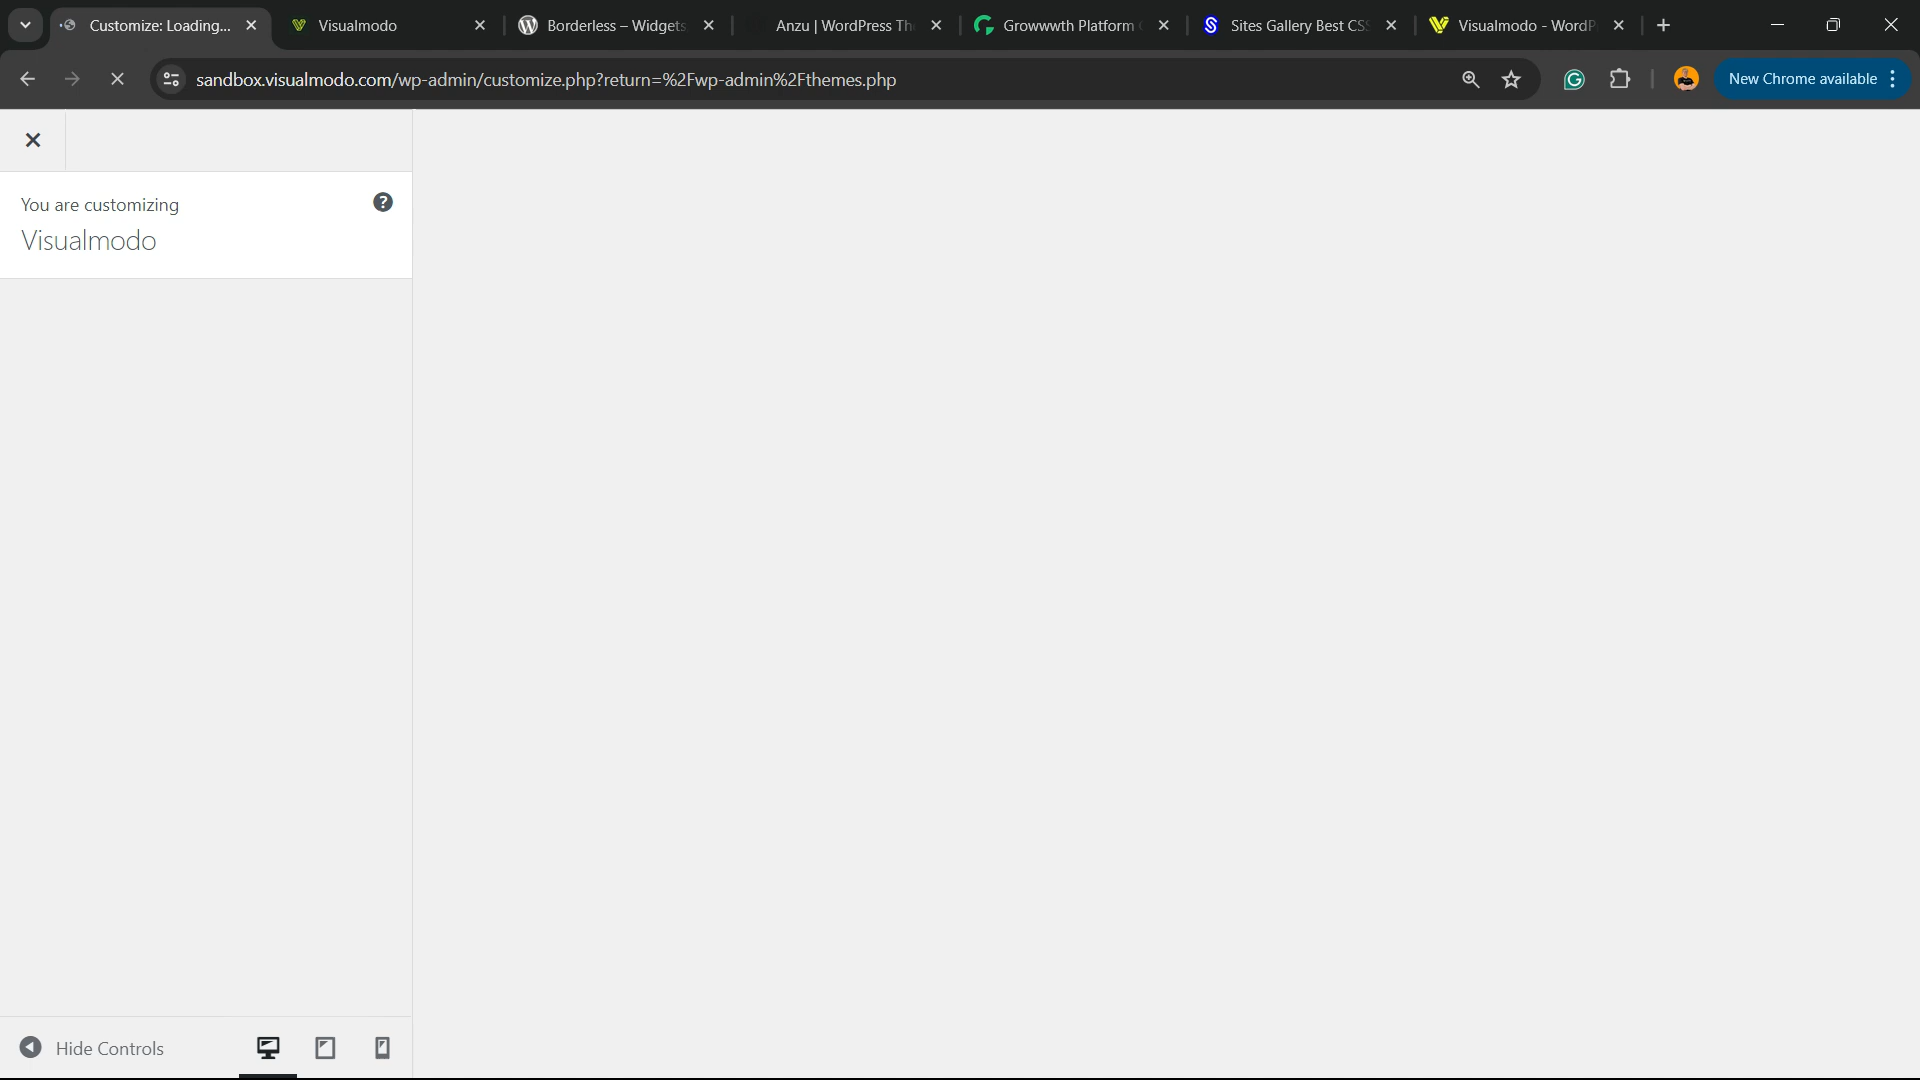 Customize: Loading...
Visualmodo
Borderless – Widgets
Anzu | WordPress Th
Growwwth Platform
Sites Gallery Best CSS
Visualmodo - WordP
sandbox.visualmodo.com/wp-admin/customize.php?return=%2Fwp-admin%2Fthemes.php
New Chrome available
You are customizing
Visualmodo
Hide Controls